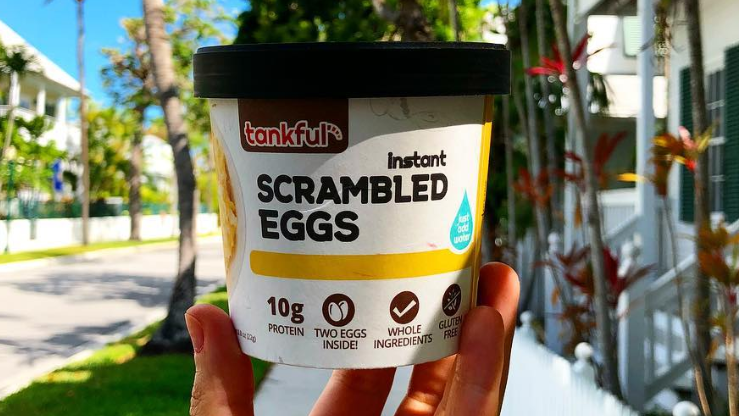 tankful
instant
SCRAMBLED
EGGS
just
add
water
10g
PROTEIN
TWO EGGS
INSIDE!
WHOLE
INGREDIENTS
GLUTEN
FREE